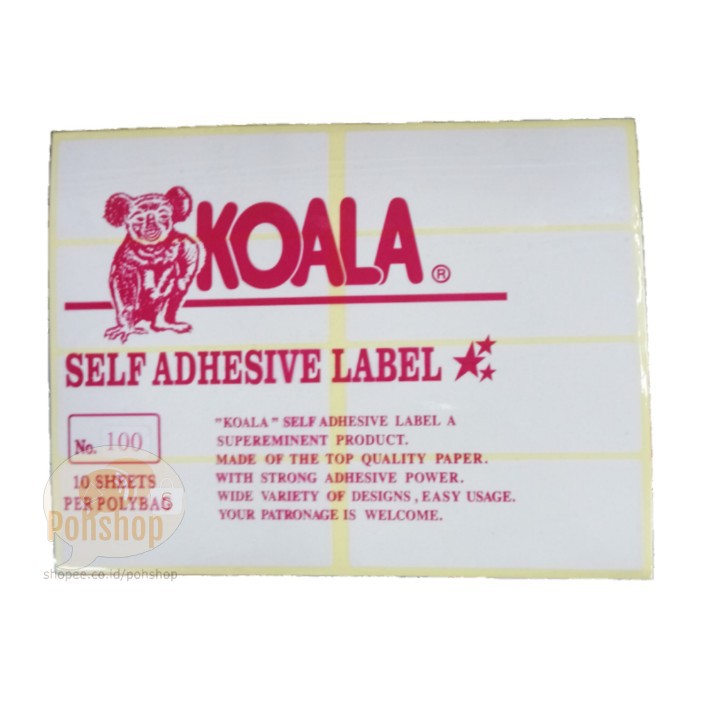 KOALA ®
SELF ADHESIVE LABEL
No. 100
10 SHEETS
PER POLYBAG
"KOALA" SELF ADHESIVE LABEL A
SUPEREMINENT PRODUCT.
MADE OF THE TOP QUALITY PAPER.
WITH STRONG ADHESIVE POWER.
WIDE VARIETY OF DESIGNS, EASY USAGE.
YOUR PATRONAGE IS WELCOME.
Pohshop
shopee.co.id/pohshop